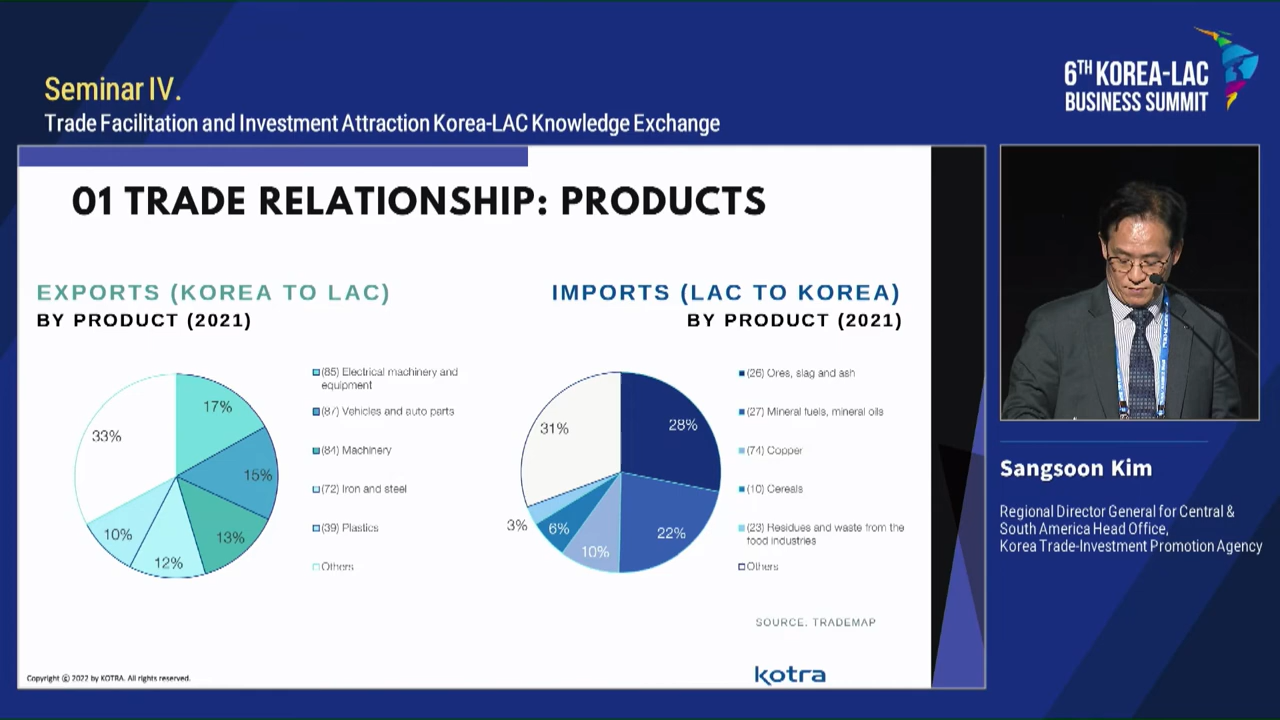 Seminar IV.
Trade Facilitation and Investment Attraction Korea-LAC Knowledge Exchange
6TH KOREA-LAC
BUSINESS SUMMIT
01 TRADE RELATIONSHIP: PRODUCTS
EXPORTS (KOREA TO LAC)
BY PRODUCT (2021)
17%
15%
13%
12%
10%
33%
(85) Electrical machinery and
equipment
(87) Vehicles and auto parts
(84) Machinery
(72) Iron and steel
(39) Plastics
Others
IMPORTS (LAC TO KOREA)
BY PRODUCT (2021)
28%
22%
10%
6%
3%
31%
(26) Ores, slag and ash
(27) Mineral fuels, mineral oils
(74) Copper
(10) Cereals
(23) Residues and waste from the
food industries
Others
SOURCE. TRADEMAP
kotra
Copyright ⓒ 2022 by KOTRA. All rights reserved.
Sangsoon Kim
Regional Director General for Central &
South America Head Office,
Korea Trade-Investment Promotion Agency